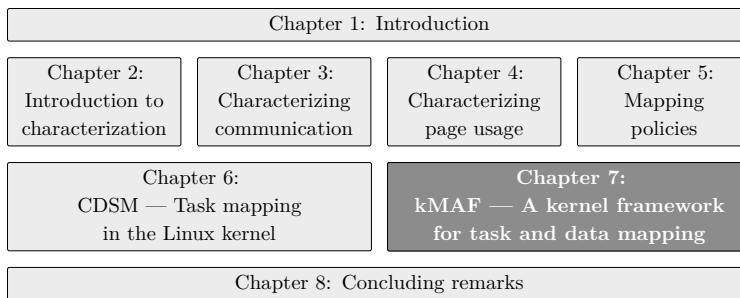 Chapter 1: Introduction
Chapter 2:
Introduction to
characterization
Chapter 3:
Characterizing
communication
Chapter 4:
Characterizing
page usage
Chapter 5:
Mapping
policies
Chapter 6:
CDSM — Task mapping
in the Linux kernel
Chapter 7:
kMAF — A kernel framework
for task and data mapping
Chapter 8: Concluding remarks